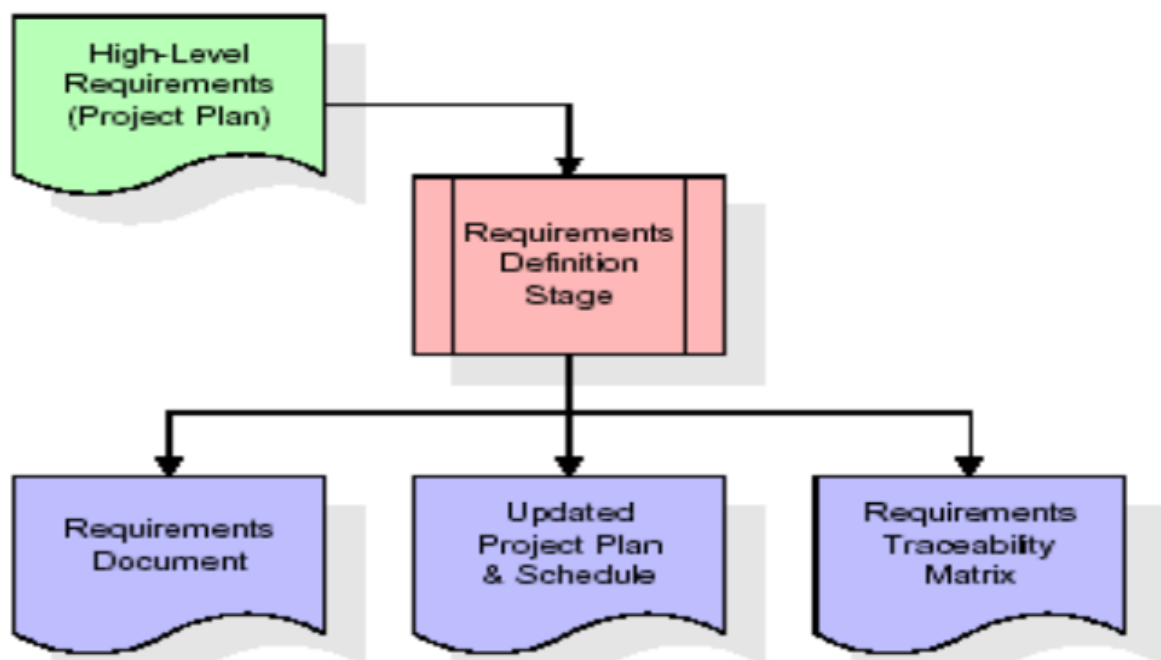 High-Level
Requirements
(Project Plan)
Requirements
Definition
Stage
Requirements
Document
Updated
Project Plan
& Schedule
Requirements
Traceability
Matrix